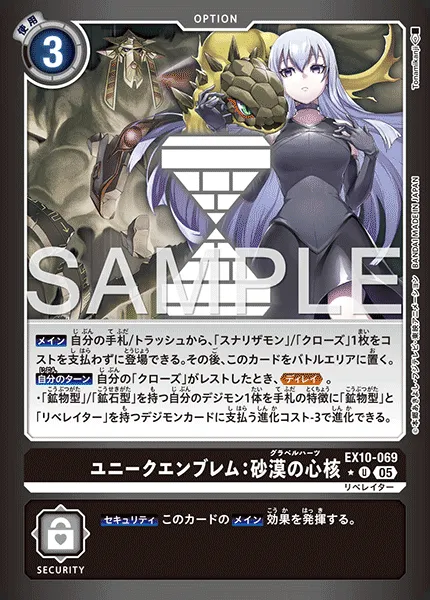 OPTION
使用
3
Tonamikanji
BANDAI MADE IN JAPAN
SAMPLE
メイン 自分の手札/トラッシュから、「スナリザモン」/「クローズ」1枚をコ
ストを支払わずに登場できる。その後、このカードをバトルエリアに置く。
自分のターン 自分の「クローズ」がレストしたとき、ディレイ。
・「鉱物型」/「鉱石型」を持つ自分のデジモン1体を手札の特徴に「鉱物型」と
「リベレイター」を持つデジモンカードに支払う進化コスト-3で進化できる。
グラベルハーツ
ユニークエンブレム:砂漠の心核
EX10-069
★ U 05
リベレイター
SECURITY
セキュリティ このカードの メイン 効果を発揮する。